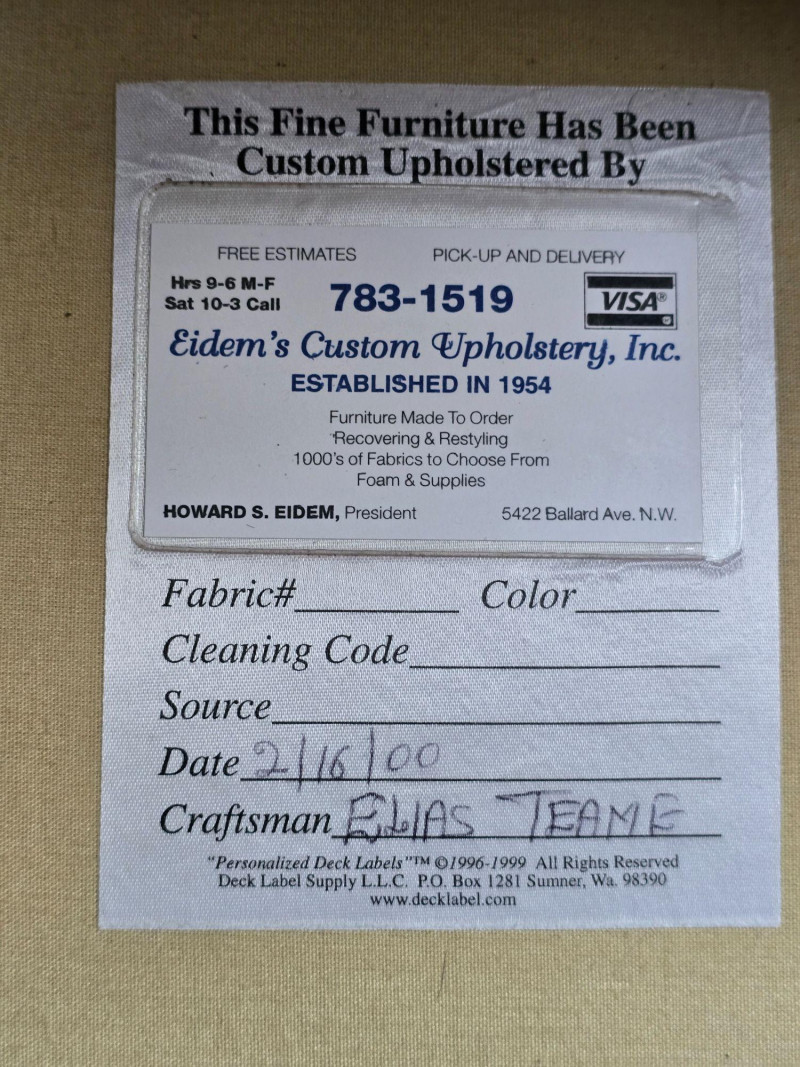 This Fine Furniture Has Been
Custom Upholstered By
FREE ESTIMATES PICK-UP AND DELIVERY
Hrs 9-6 M-F
Sat 10-3 Call
783-1519
VISA®
Eidem's Custom Upholstery, Inc.
ESTABLISHED IN 1954
Furniture Made To Order
Recovering & Restyling
1000's of Fabrics to Choose From
Foam & Supplies
HOWARD S. EIDEM, President 5422 Ballard Ave. N.W.
Fabric# Color
Cleaning Code
Source
Date 2/16/00
Craftsman ELIAS TEAME
"Personalized Deck Labels"™ ©1996-1999 All Rights Reserved
Deck Label Supply L.L.C. P.O. Box 1281 Sumner, Wa. 98390
www.decklabel.com